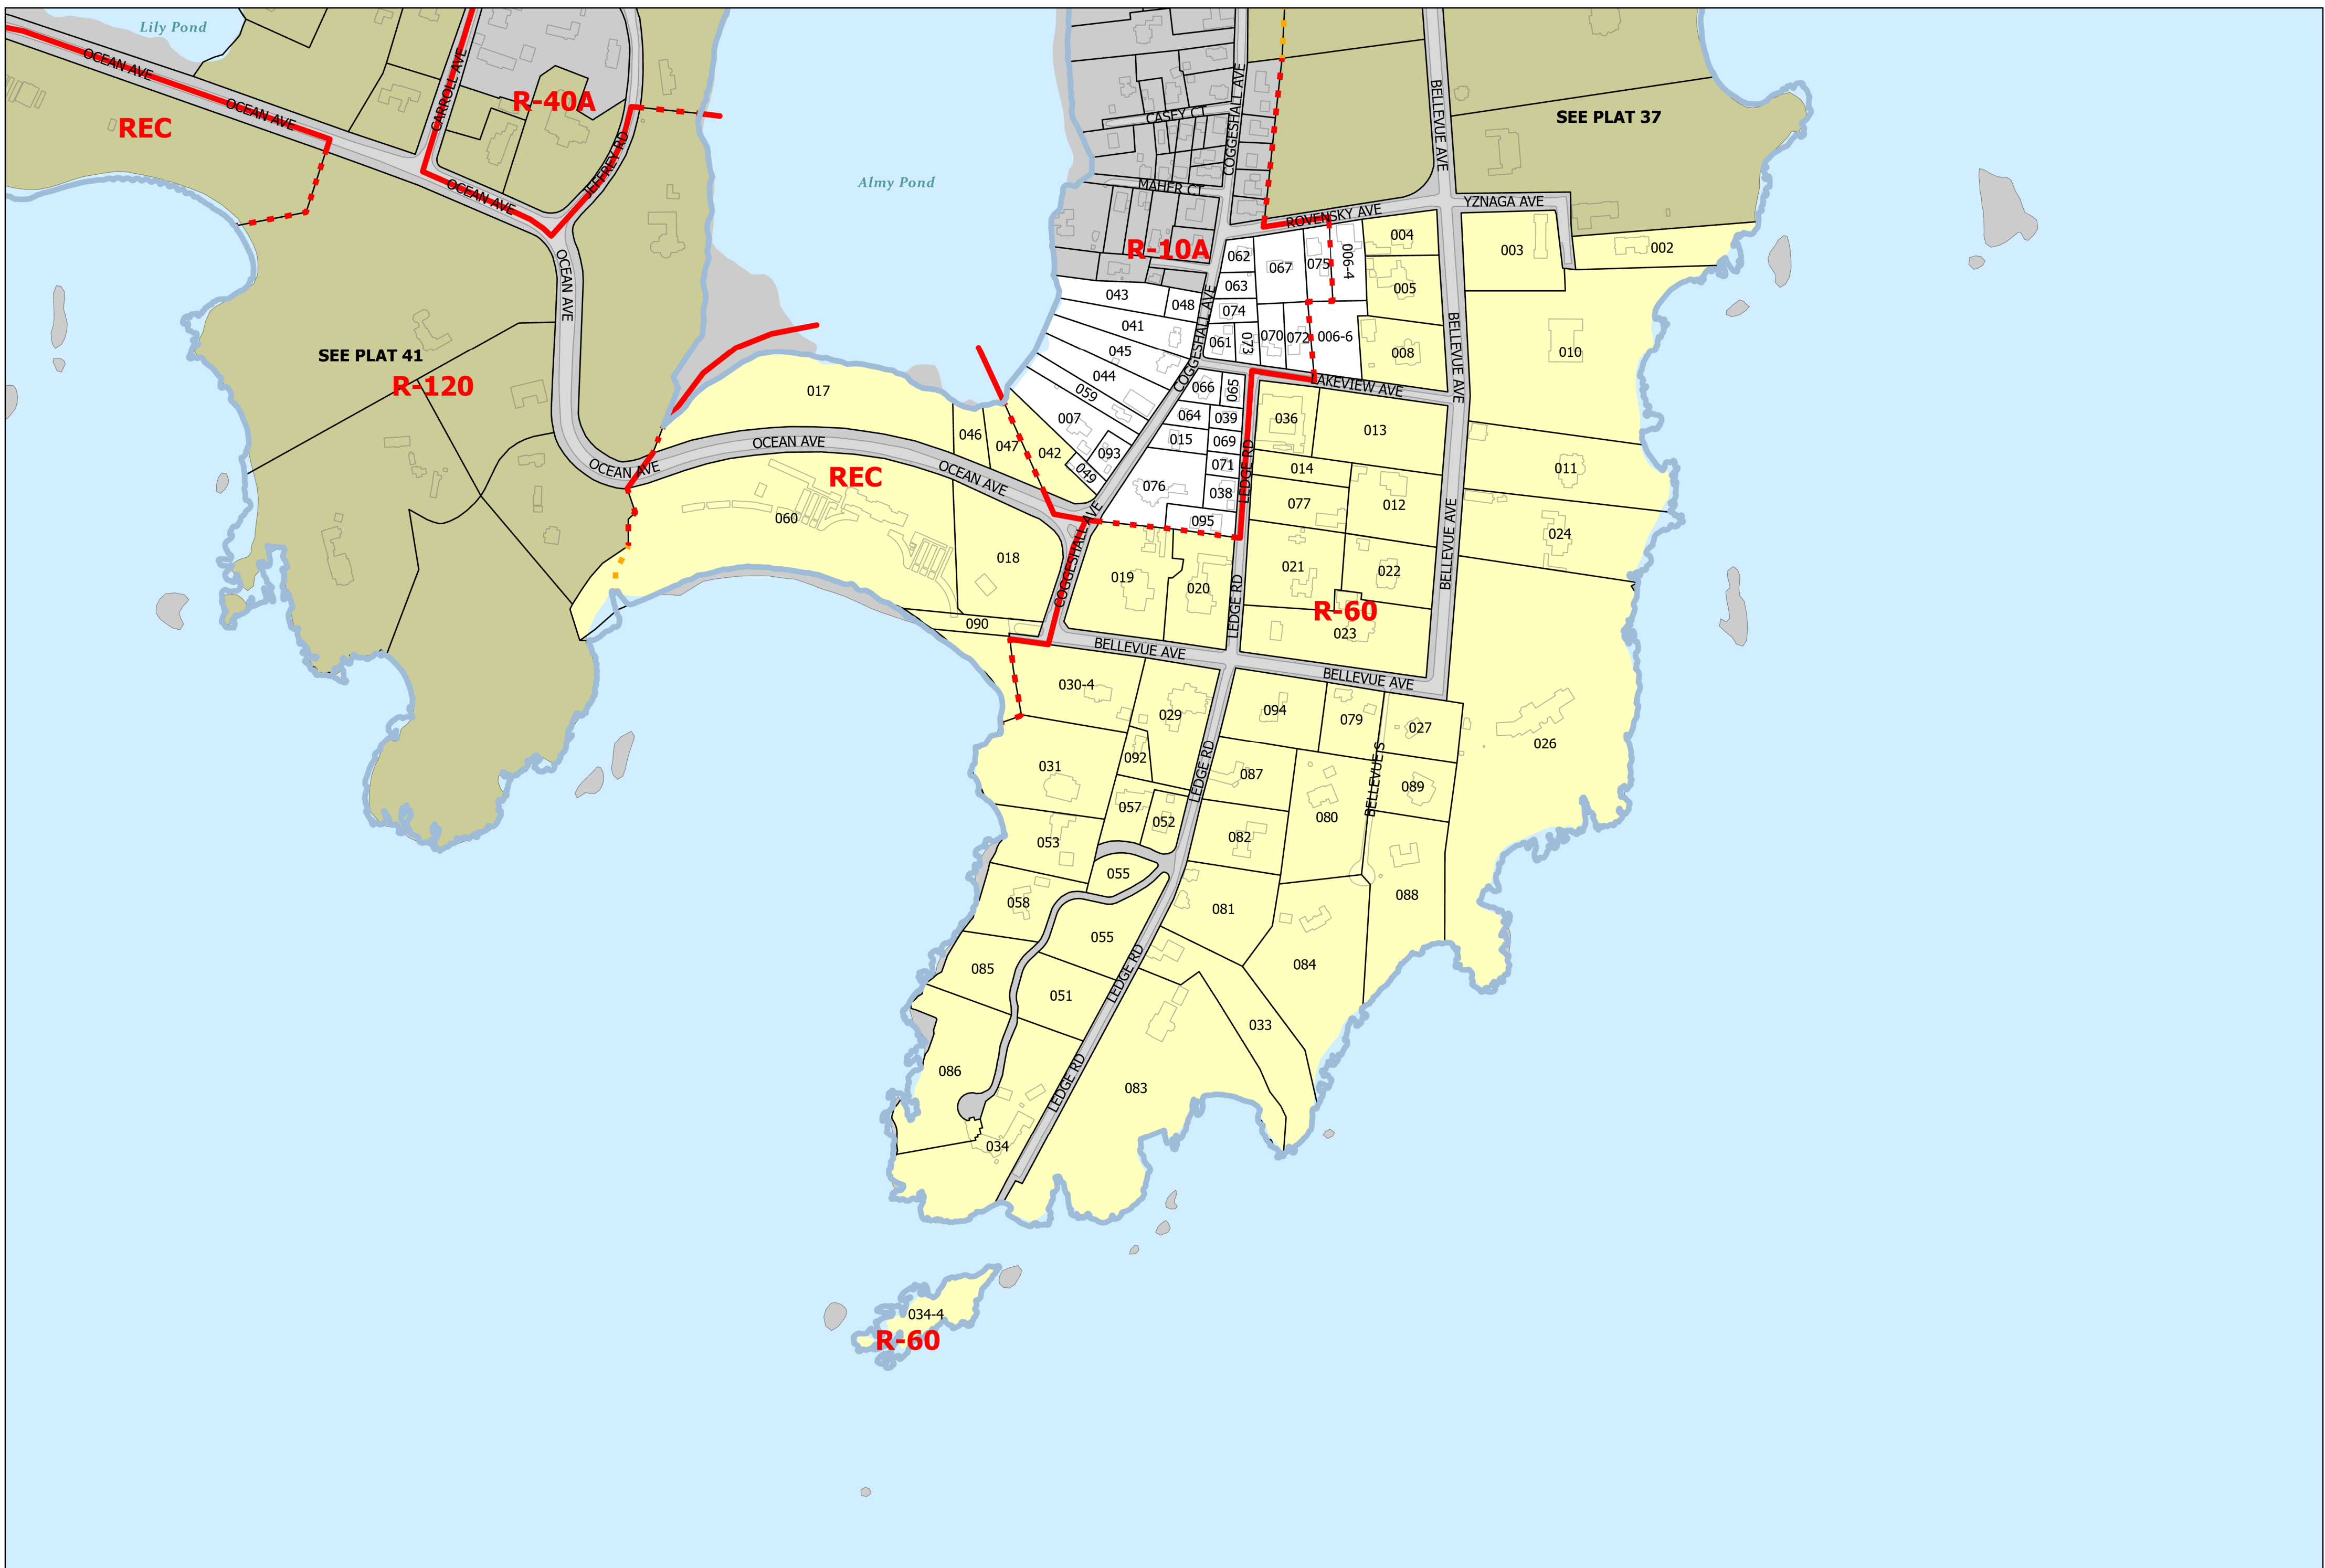 Lily Pond
OCEAN AVE
OCEAN AVE
CARROLL AVE
R-40A
REC
JEFFREY RD
OCEAN AVE
OCEAN AVE
Almy Pond
CASEY CT
COGGESHALL AVE
MAHER CT
BELLEVUE AVE
SEE PLAT 37
YZNAGA AVE
ROVENSKY AVE
R-10A
004
003
002
062
067
075
006-4
063
005
043
048
074
041
061
073
070
072
006-6
008
010
COGGESHALL AVE
BELLEVUE AVE
SEE PLAT 41
R-120
045
044
059
066
065
LAKEVIEW AVE
017
007
064
039
036
013
046
047
042
093
015
069
OCEAN AVE
OCEAN AVE
OCEAN AVE
REC
049
071
LEDGE RD
014
011
076
038
077
012
060
095
024
BELLEVUE AVE
COGGESHALL AVE
018
019
020
021
022
LEDGE RD
R-60
090
023
BELLEVUE AVE
BELLEVUE AVE
030-4
029
094
079
027
026
092
031
087
LEDGE RD
BELLEVUE S
089
057
052
080
053
082
055
058
081
088
055
084
085
051
LEDGE RD
033
086
083
LEDGE RD
034
034-4
R-60